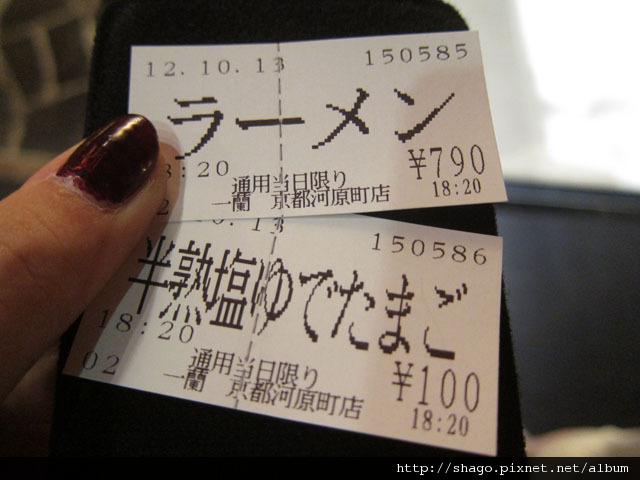 12.10.13 150585
ラーメン
18:20 ¥790
通用当日限り 18:20
一蘭 京都河原町店
150586
半熟塩ゆでたまご
18:20
通用当日限り ¥100
02 一蘭 京都河原町店 18:20
http://shago.pixnet.net/album